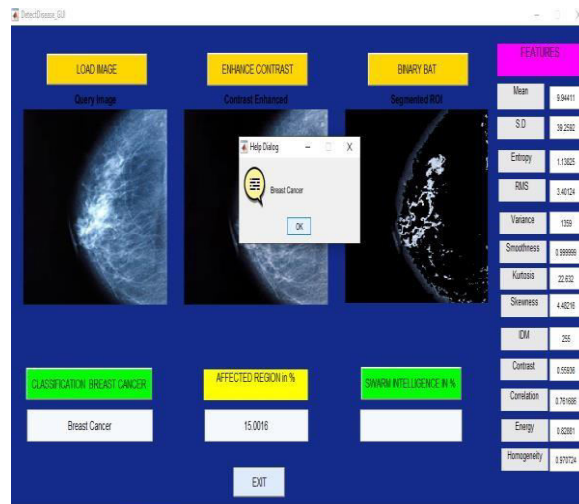 DetectDisease_GUI
LOAD IMAGE
ENHANCE CONTRAST
BINARY BAT
FEATURES
Query Image
Contrast Enhanced
Segmented ROI
Mean
9.94411
S.D
39.2592
Entropy
1.13825
RMS
3.40124
Variance
1359
Smoothness
0.999999
Kurtosis
22.632
Skewness
4.48216
IDM
255
Contrast
0.55936
Correlation
0.761686
Energy
0.82881
Homogeneity
0.970724
Help Dialog
Breast Cancer
OK
CLASSIFICATION BREAST CANCER
AFFECTED REGION in %
SWARM INTELLIGENCE IN %
Breast Cancer
15.0016
EXIT